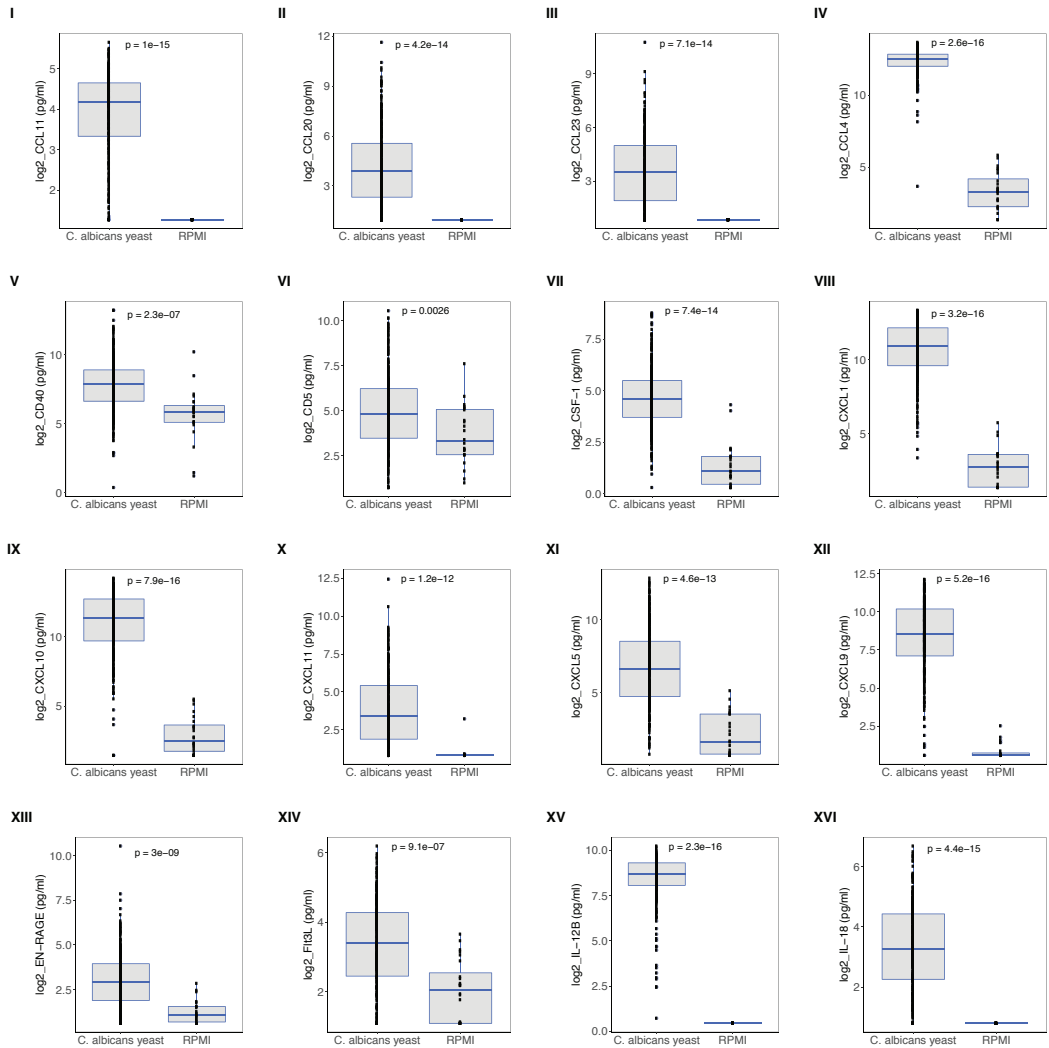 I
II
III
IV
p = 1e−15
p = 4.2e−14
p = 7.1e−14
p = 2.6e−16
log2_CCL11 (pg/ml)
log2_CCL20 (pg/ml)
log2_CCL23 (pg/ml)
log2_CCL4 (pg/ml)
5
4
3
2
12
9
6
3
9
6
3
10
5
C. albicans yeast RPMI
C. albicans yeast RPMI
C. albicans yeast RPMI
C. albicans yeast RPMI
V
VI
VII
VIII
p = 2.3e−07
p = 0.0026
p = 7.4e−14
p = 3.2e−16
log2_CD40 (pg/ml)
log2_CD5 (pg/ml)
log2_CSF−1 (pg/ml)
log2_CXCL1 (pg/ml)
10
5
0
10.0
7.5
5.0
2.5
7.5
5.0
2.5
0.0
10
5
C. albicans yeast RPMI
C. albicans yeast RPMI
C. albicans yeast RPMI
C. albicans yeast RPMI
IX
X
XI
XII
p = 7.9e−16
p = 1.2e−12
p = 4.6e−13
p = 5.2e−16
log2_CXCL10 (pg/ml)
log2_CXCL11 (pg/ml)
log2_CXCL5 (pg/ml)
log2_CXCL9 (pg/ml)
10
5
12.5
10.0
7.5
5.0
2.5
10
5
12.5
10.0
7.5
5.0
2.5
C. albicans yeast RPMI
C. albicans yeast RPMI
C. albicans yeast RPMI
C. albicans yeast RPMI
XIII
XIV
XV
XVI
p = 3e−09
p = 9.1e−07
p = 2.3e−16
p = 4.4e−15
log2_EN−RAGE (pg/ml)
log2_Flt3L (pg/ml)
log2_IL−12B (pg/ml)
log2_IL−18 (pg/ml)
10.0
7.5
5.0
2.5
6
4
2
10.0
7.5
5.0
2.5
0.0
6
4
2
C. albicans yeast RPMI
C. albicans yeast RPMI
C. albicans yeast RPMI
C. albicans yeast RPMI